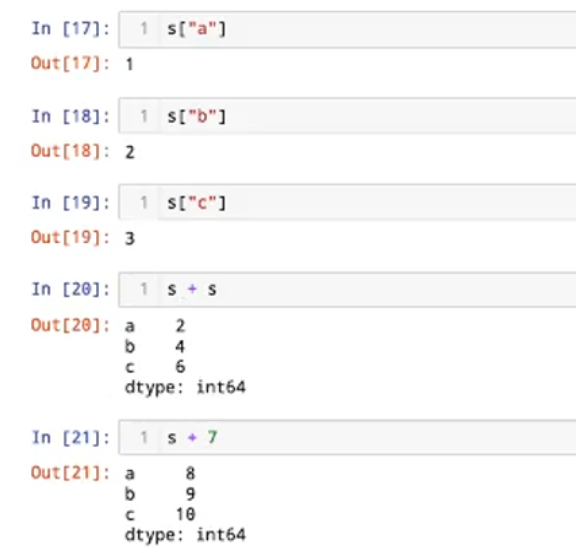 In [17]: 1 s["a"]
Out[17]: 1
In [18]: 1 s["b"]
Out[18]: 2
In [19]: 1 s["c"]
Out[19]: 3
In [20]: 1 s + s
Out[20]: a 2
b 4
c 6
dtype: int64
In [21]: 1 s + 7
Out[21]: a 8
b 9
c 10
dtype: int64